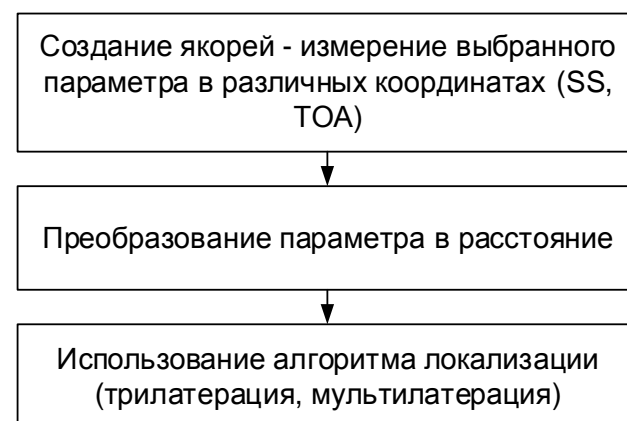 Создание якорей - измерение выбранного
параметра в различных координатах (SS,
TOA)
Преобразование параметра в расстояние
Использование алгоритма локализации
(трилатерация, мультилатерация)